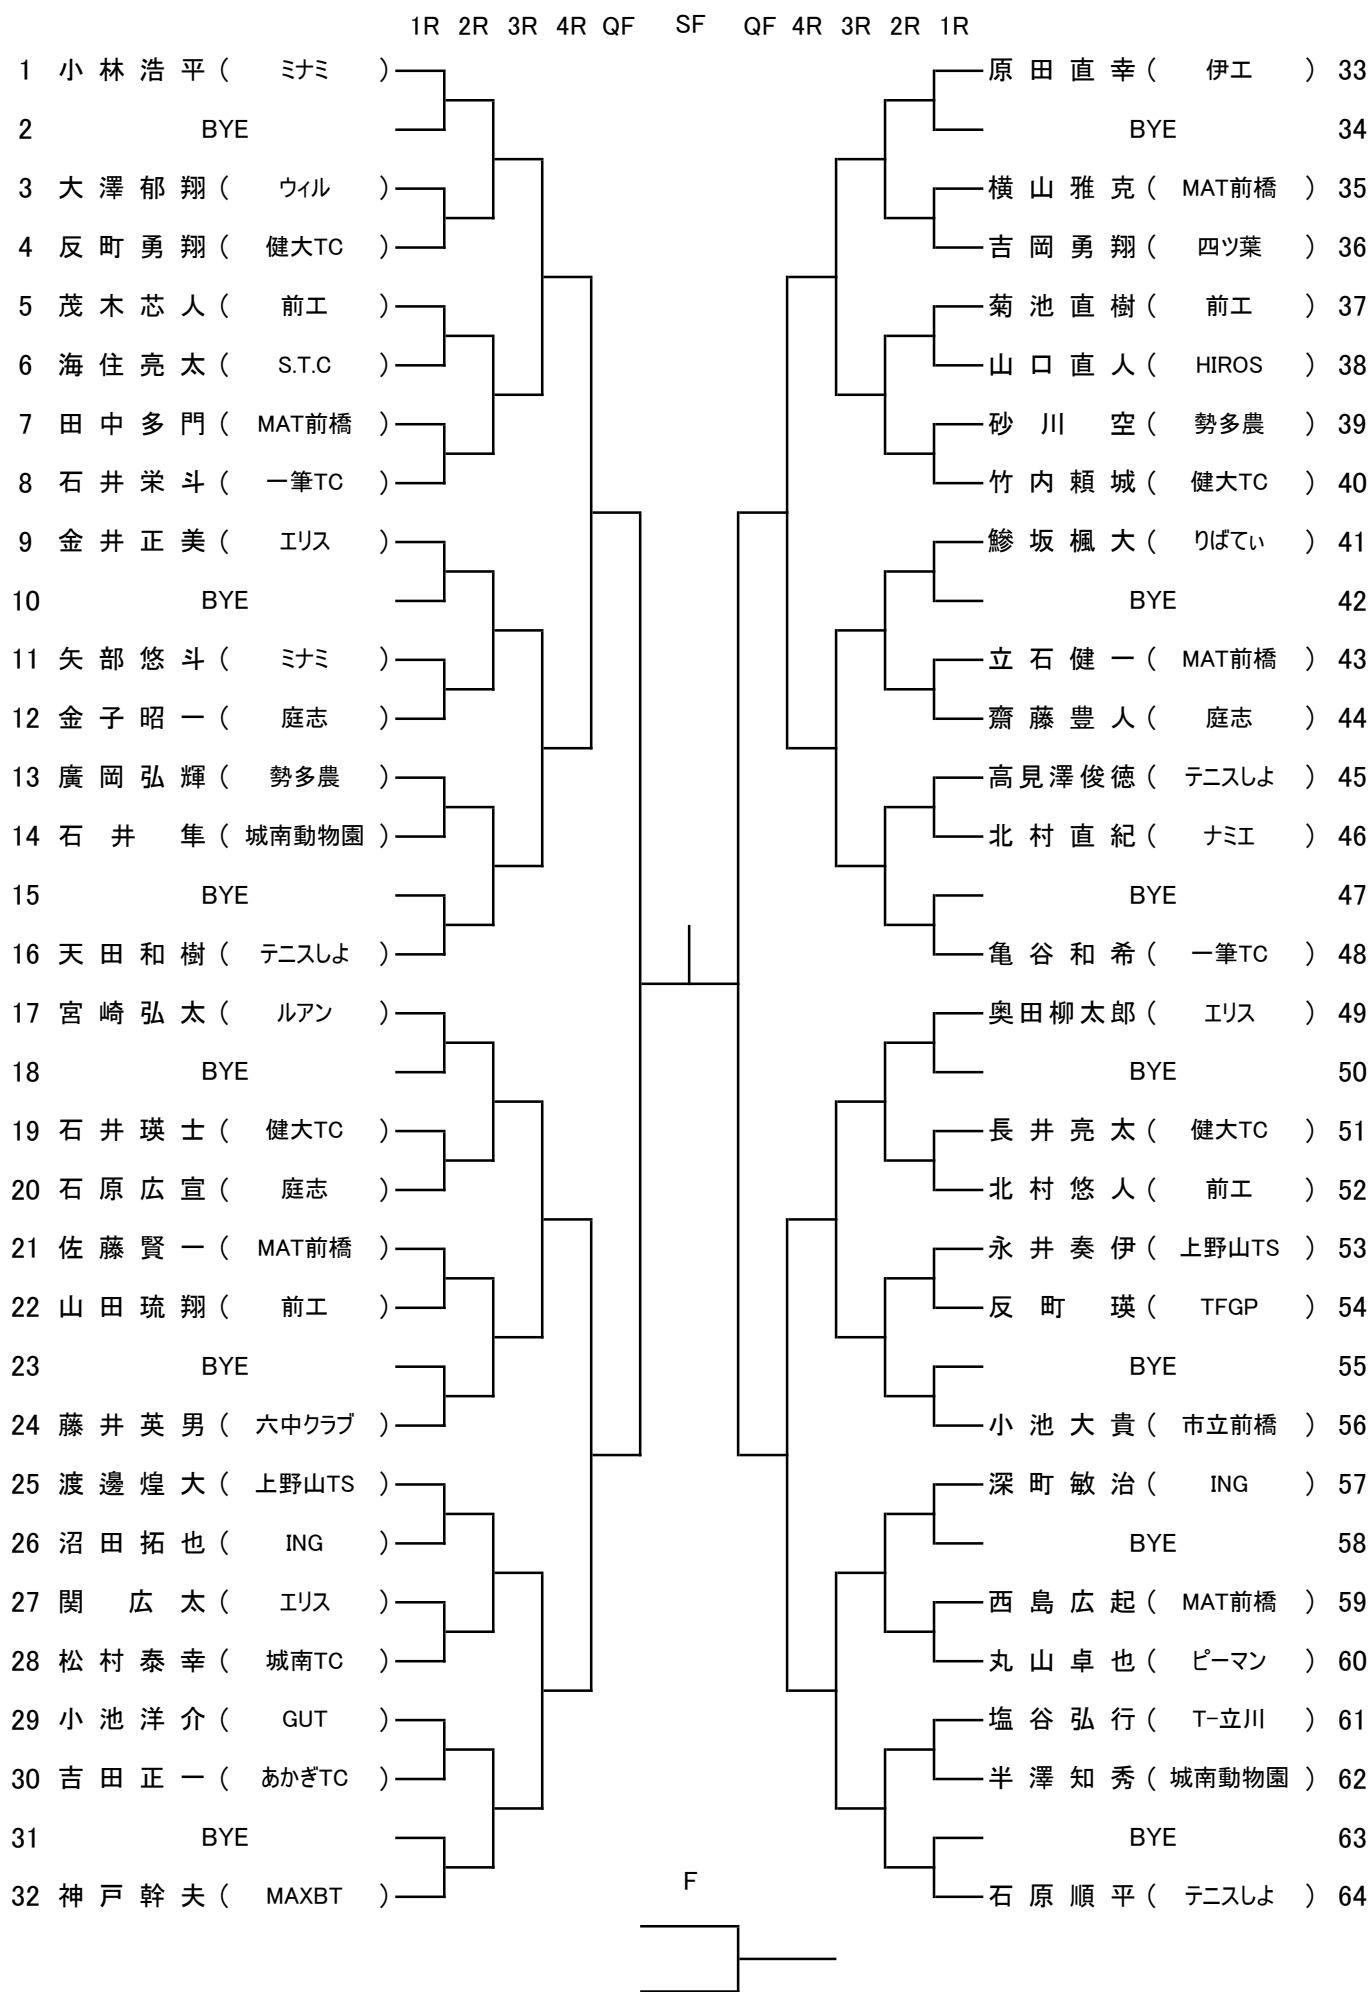 1R 2R 3R 4R QF SF QF 4R 3R 2R 1R
1 小林浩平 ( ミナミ ) 原田直幸 ( 伊工 ) 33
2 BYE BYE 34
3 大澤郁翔 ( ウィル ) 横山雅克 ( MAT前橋 ) 35
4 反町勇翔 ( 健大TC ) 吉岡勇翔 ( 四ツ葉 ) 36
5 茂木芯人 ( 前工 ) 菊池直樹 ( 前工 ) 37
6 海住亮太 ( S.T.C ) 山口直人 ( HIROS ) 38
7 田中多門 ( MAT前橋 ) 砂川空 ( 勢多農 ) 39
8 石井栄斗 ( 一筆TC ) 竹内頼城 ( 健大TC ) 40
9 金井正美 ( エリス ) 鰺坂楓大 ( りばてぃ ) 41
10 BYE BYE 42
11 矢部悠斗 ( ミナミ ) 立石健一 ( MAT前橋 ) 43
12 金子昭一 ( 庭志 ) 齋藤豊人 ( 庭志 ) 44
13 廣岡弘輝 ( 勢多農 ) 高見澤俊徳 ( テニスしよ ) 45
14 石井隼 ( 城南動物園 ) 北村直紀 ( ナミエ ) 46
15 BYE BYE 47
16 天田和樹 ( テニスしよ ) 亀谷和希 ( 一筆TC ) 48
17 宮崎弘太 ( ルアン ) 奥田柳太郎 ( エリス ) 49
18 BYE BYE 50
19 石井瑛士 ( 健大TC ) 長井亮太 ( 健大TC ) 51
20 石原広宣 ( 庭志 ) 北村悠人 ( 前工 ) 52
21 佐藤賢一 ( MAT前橋 ) 永井奏伊 ( 上野山TS ) 53
22 山田琉翔 ( 前工 ) 反町瑛 ( TFGP ) 54
23 BYE BYE 55
24 藤井英男 ( 六中クラブ ) 小池大貴 ( 市立前橋 ) 56
25 渡邊煌大 ( 上野山TS ) 深町敏治 ( ING ) 57
26 沼田拓也 ( ING ) BYE 58
27 関広太 ( エリス ) 西島広起 ( MAT前橋 ) 59
28 松村泰幸 ( 城南TC ) 丸山卓也 ( ピーマン ) 60
29 小池洋介 ( GUT ) 塩谷弘行 ( T-立川 ) 61
30 吉田正一 ( あかぎTC ) 半澤知秀 ( 城南動物園 ) 62
31 BYE BYE 63
32 神戸幹夫 ( MAXBT ) 石原順平 ( テニスしよ ) 64
F